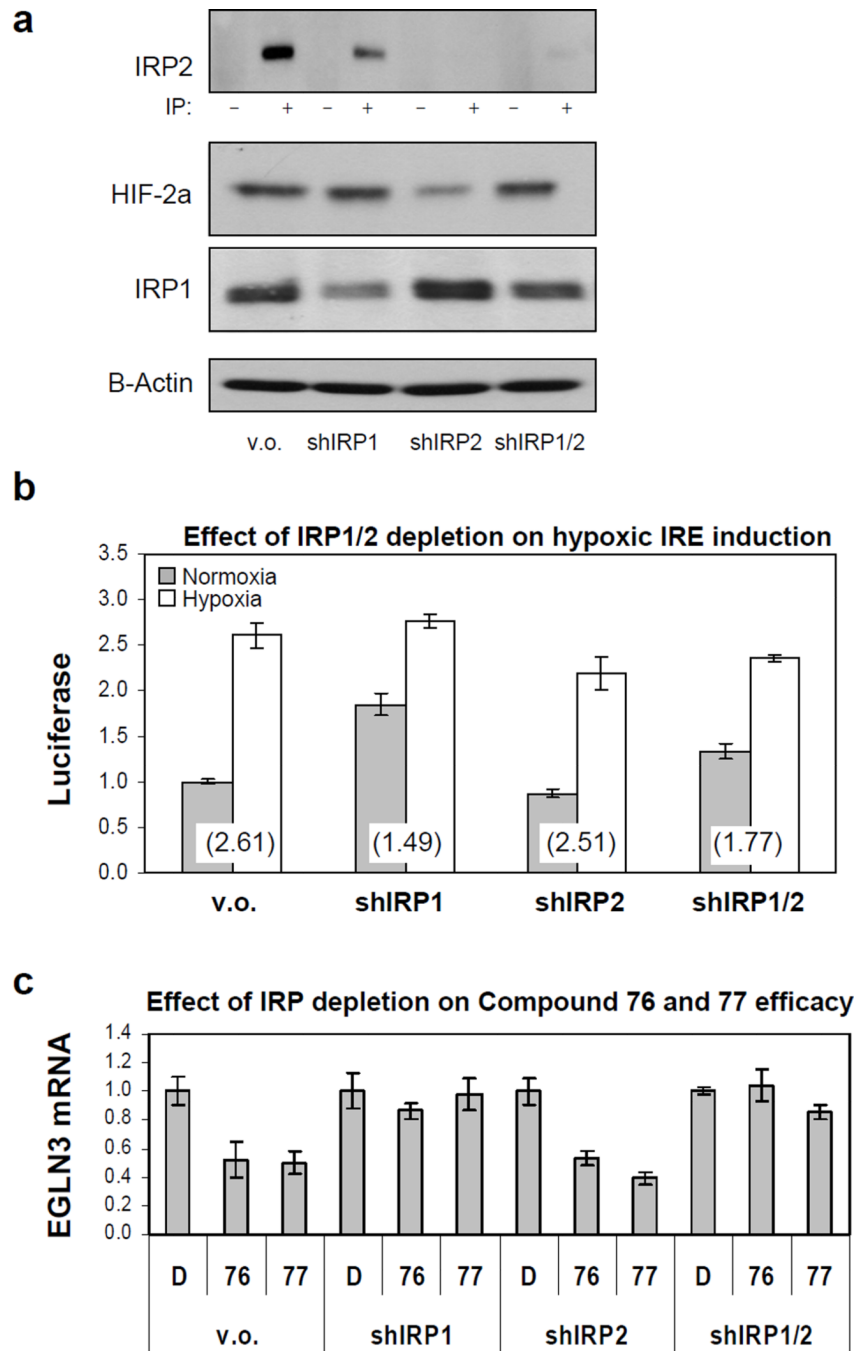 a
IRP2
IP: – + – + – + – +
HIF-2a
IRP1
B-Actin
v.o. shIRP1 shIRP2 shIRP1/2
b
Effect of IRP1/2 depletion on hypoxic IRE induction
Luciferase
3.5
3.0
2.5
2.0
1.5
1.0
0.5
0.0
Normoxia
Hypoxia
(2.61) (1.49) (2.51) (1.77)
v.o. shIRP1 shIRP2 shIRP1/2
c
Effect of IRP depletion on Compound 76 and 77 efficacy
EGLN3 mRNA
1.4
1.2
1.0
0.8
0.6
0.4
0.2
0.0
D 76 77 D 76 77 D 76 77 D 76 77
v.o. shIRP1 shIRP2 shIRP1/2